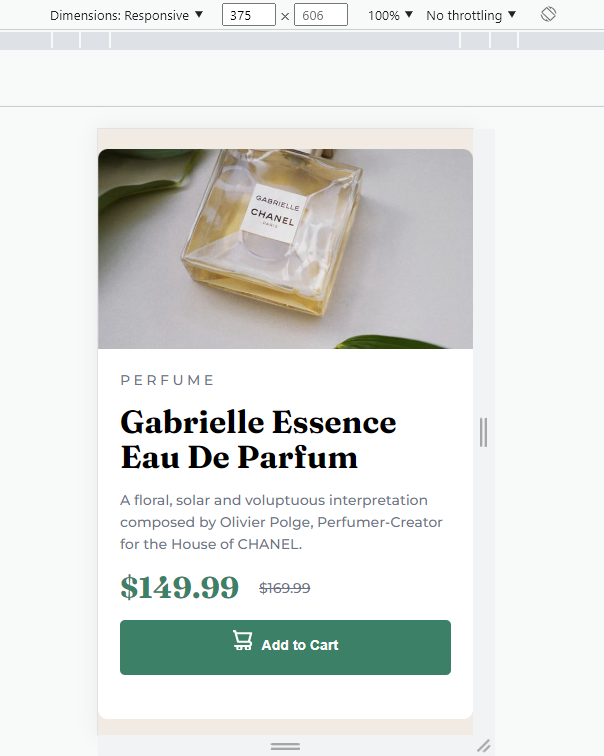 Dimensions: Responsive ▼ 375 × 606 100% ▼ No throttling ▼
GABRIELLE
CHANEL
PARIS
PERFUME
Gabrielle Essence
Eau De Parfum
A floral, solar and voluptuous interpretation
composed by Olivier Polge, Perfumer-Creator
for the House of CHANEL.
$149.99 $169.99
Add to Cart